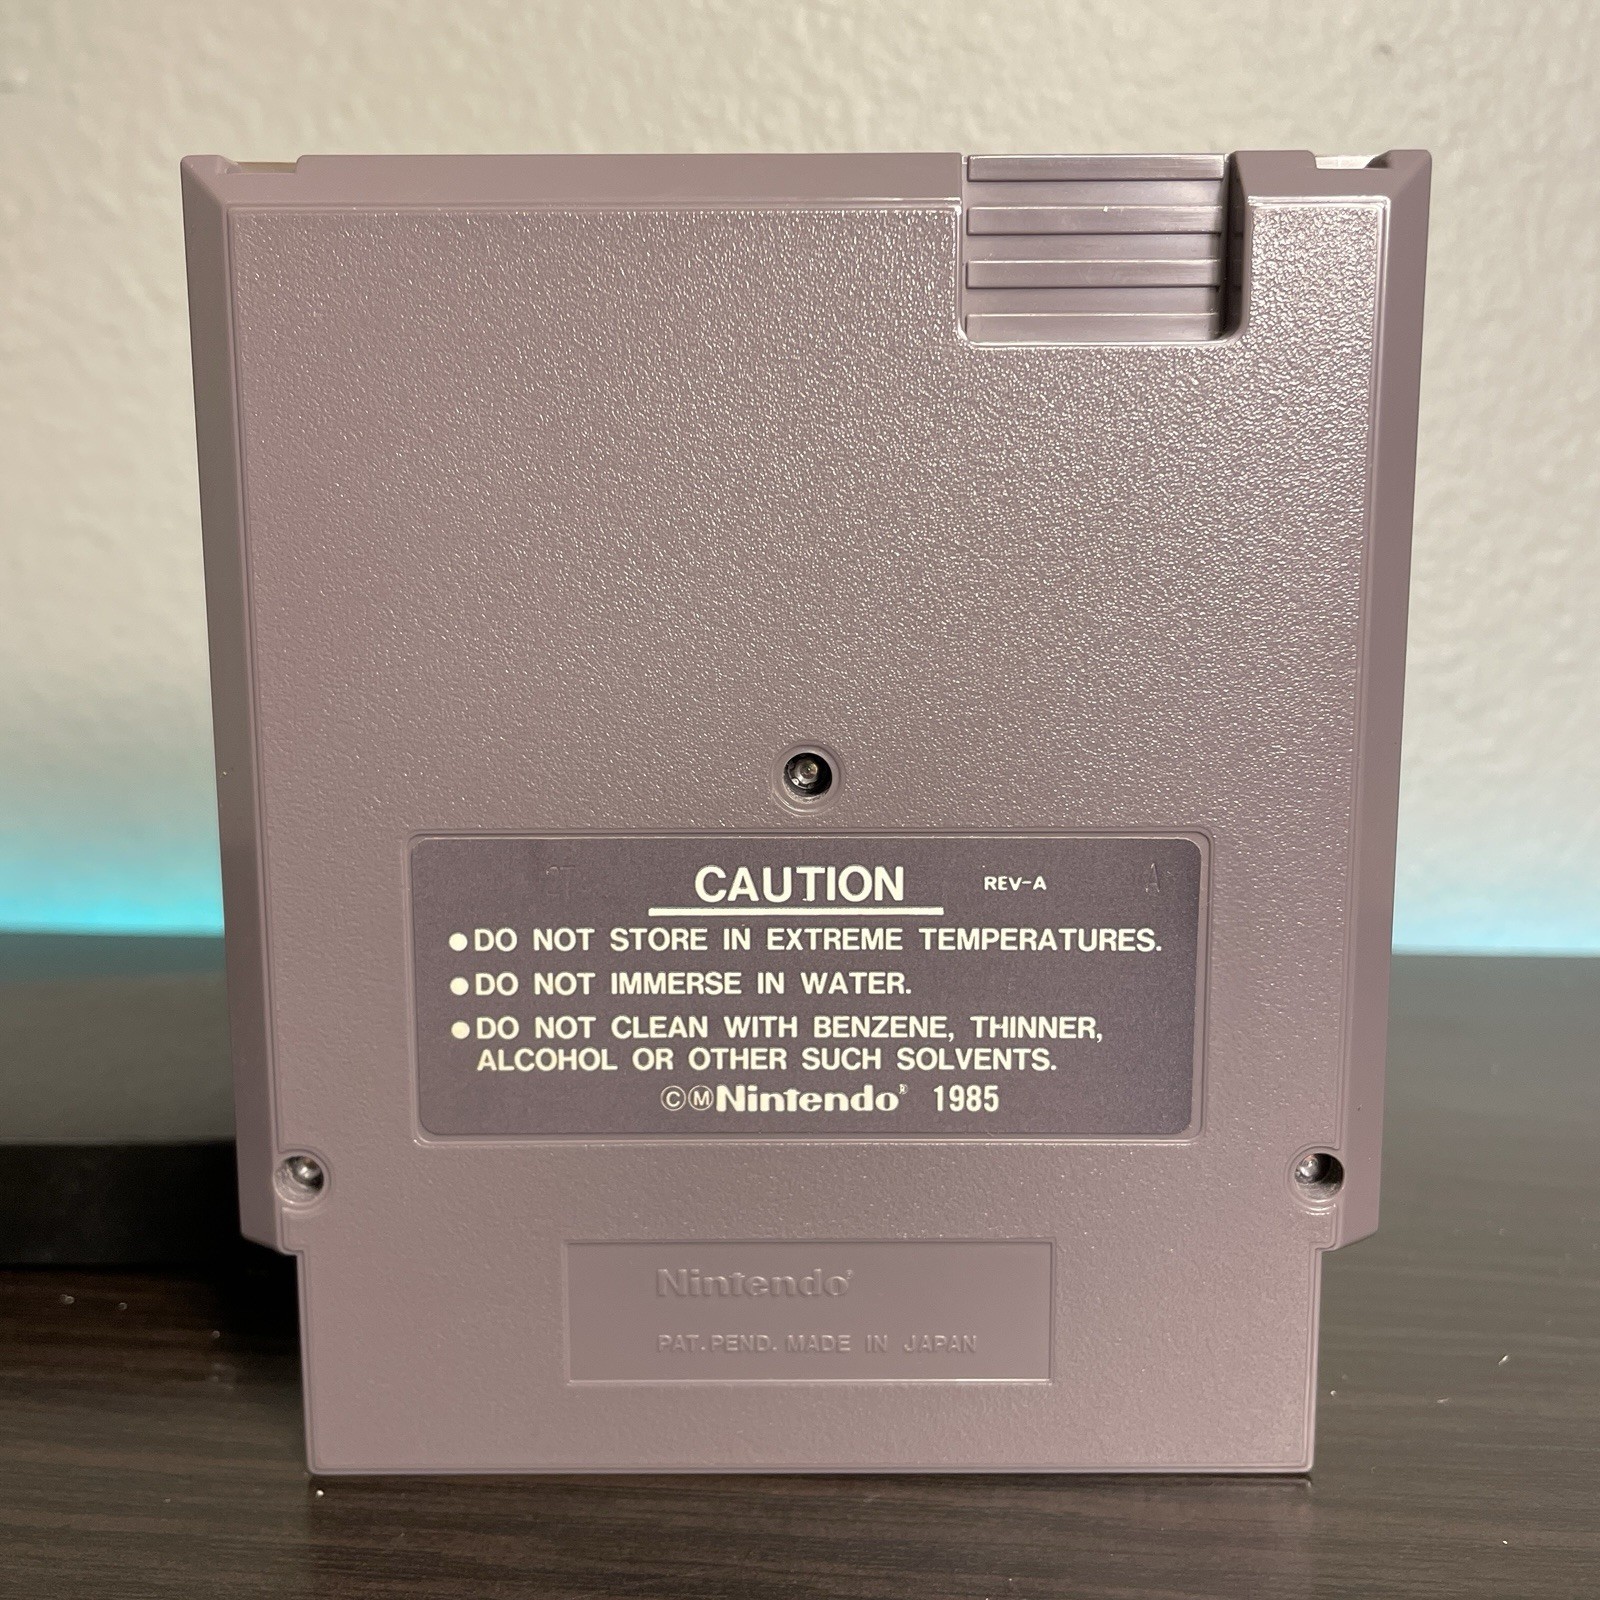 CAUTION REV-A
●DO NOT STORE IN EXTREME TEMPERATURES.
●DO NOT IMMERSE IN WATER.
●DO NOT CLEAN WITH BENZENE, THINNER,
ALCOHOL OR OTHER SUCH SOLVENTS.
ⒸⓂNintendo® 1985
Nintendo®
PAT. PEND. MADE IN JAPAN